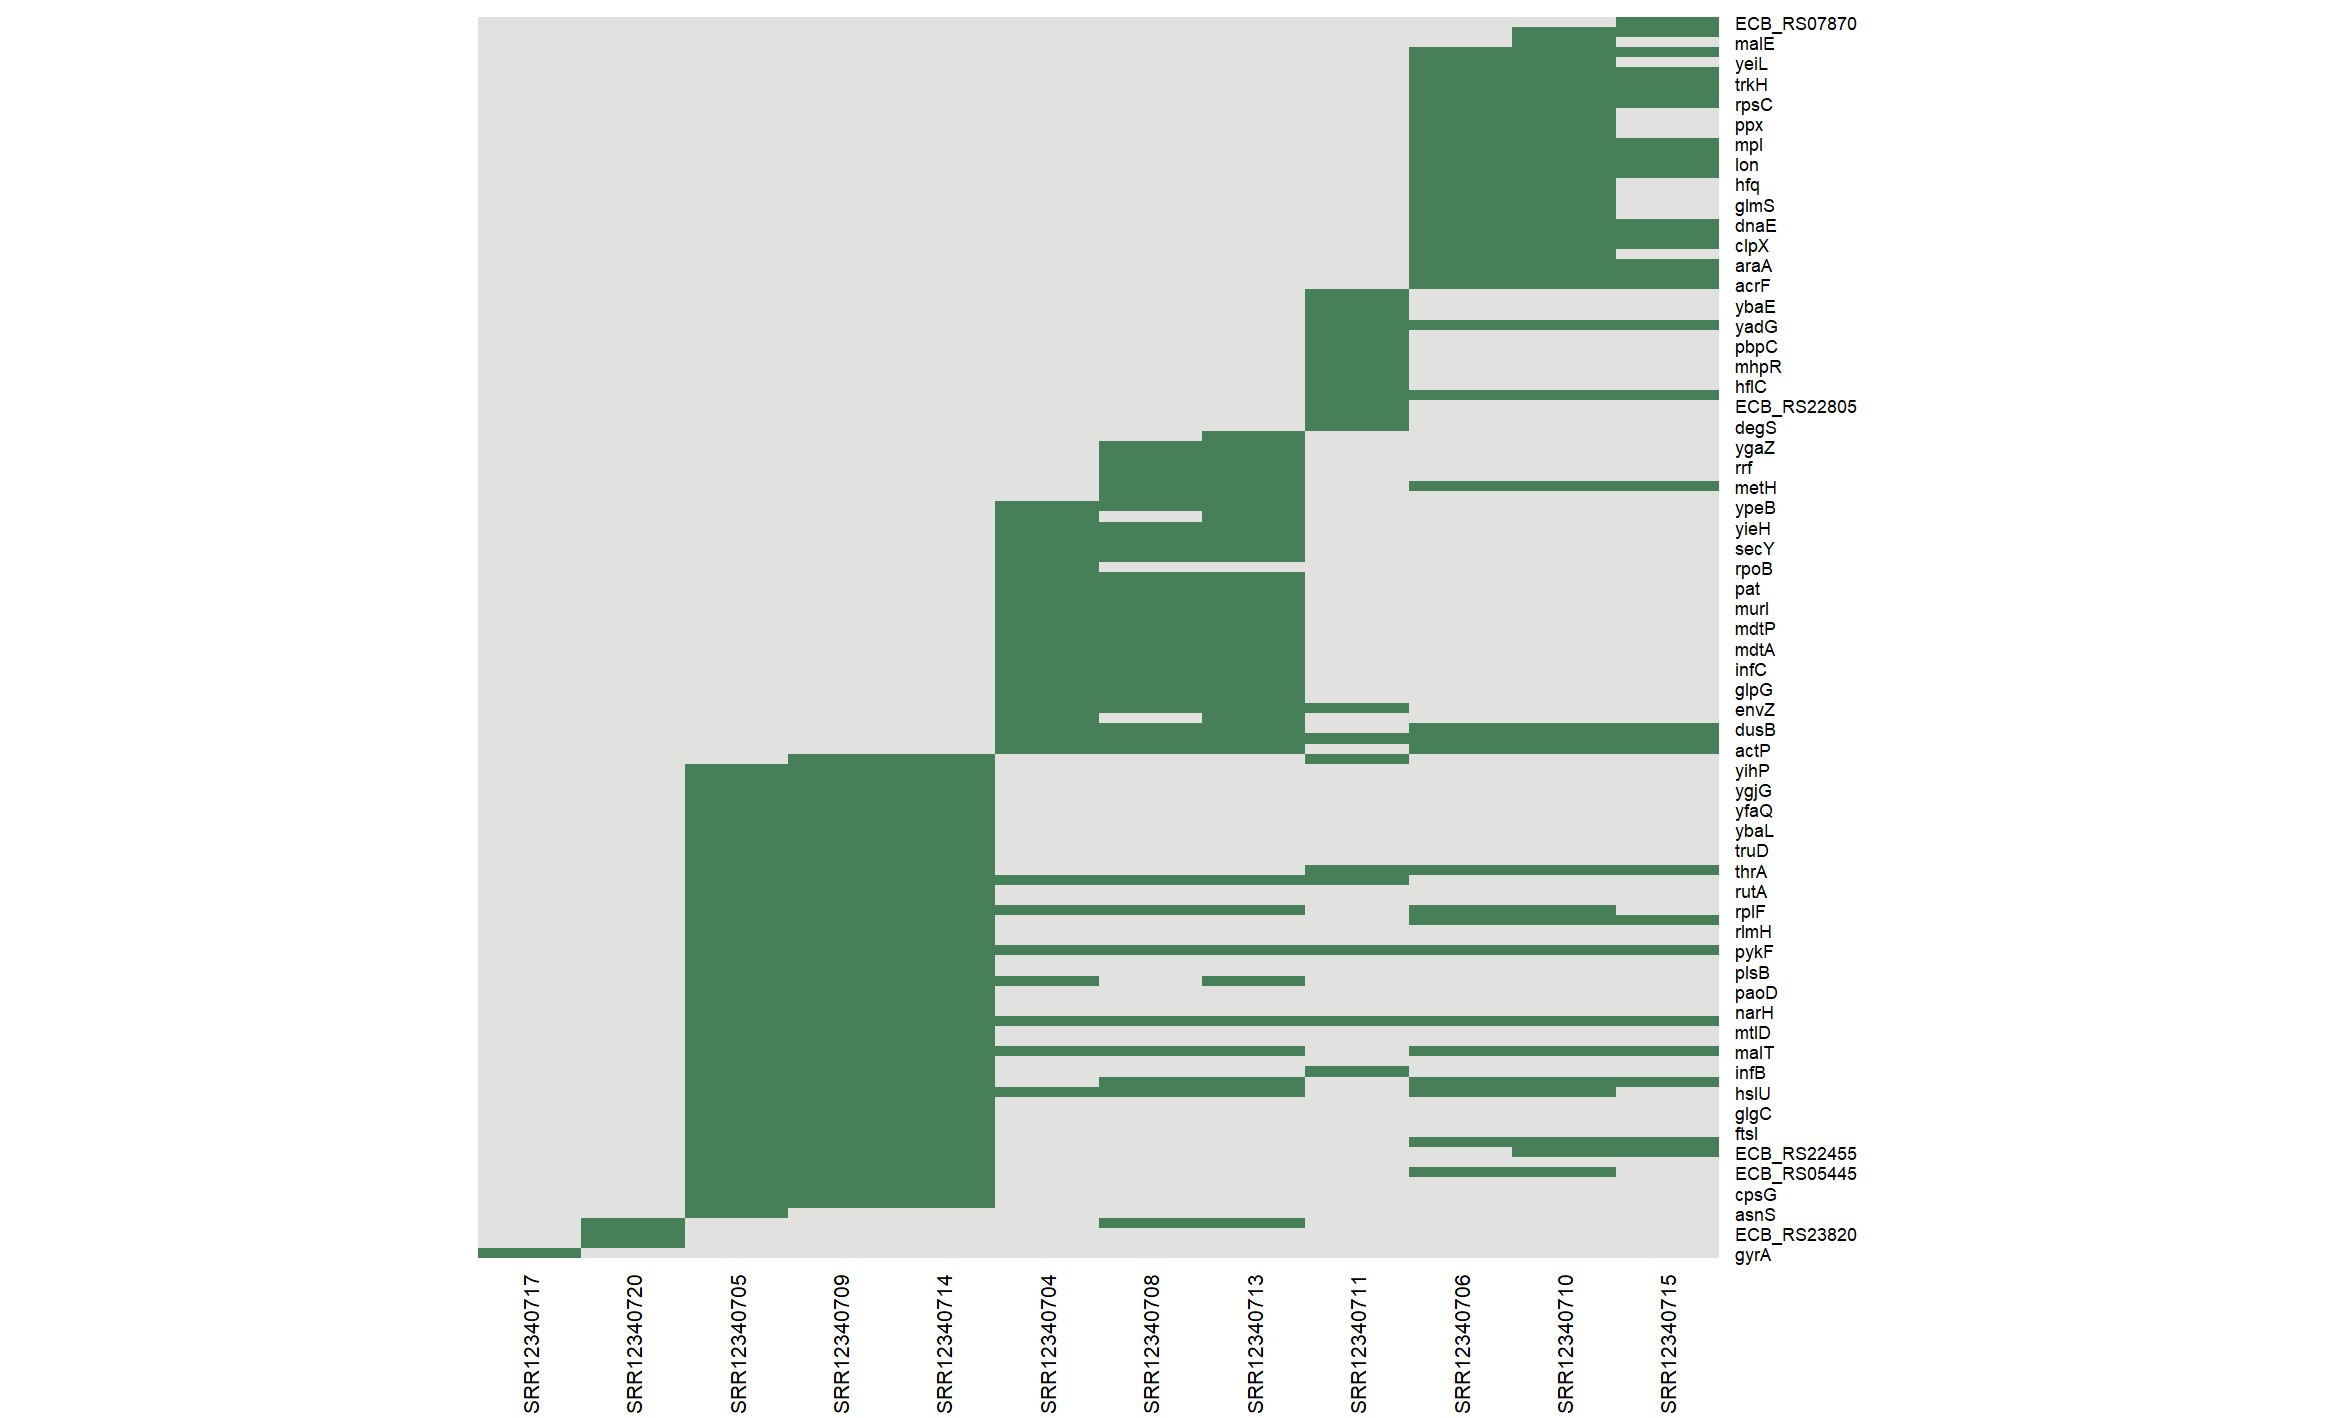 ECB_RS07870
malE
yeiL
trkH
rpsC
ppx
mpl
lon
hfq
glmS
dnaE
clpX
araA
acrF
ybaE
yadG
pbpC
mhpR
hflC
ECB_RS22805
degS
ygaZ
rrf
metH
ypeB
yieH
secY
rpoB
pat
murI
mdtP
mdtA
infC
glpG
envZ
dusB
actP
yihP
ygjG
yfaQ
ybaL
truD
thrA
rutA
rplF
rlmH
pykF
plsB
paoD
narH
mtlD
malT
infB
hslU
glgC
ftsI
ECB_RS22455
ECB_RS05445
cpsG
asnS
ECB_RS23820
gyrA
SRR12340717
SRR12340720
SRR12340705
SRR12340709
SRR12340714
SRR12340704
SRR12340708
SRR12340713
SRR12340711
SRR12340706
SRR12340710
SRR12340715